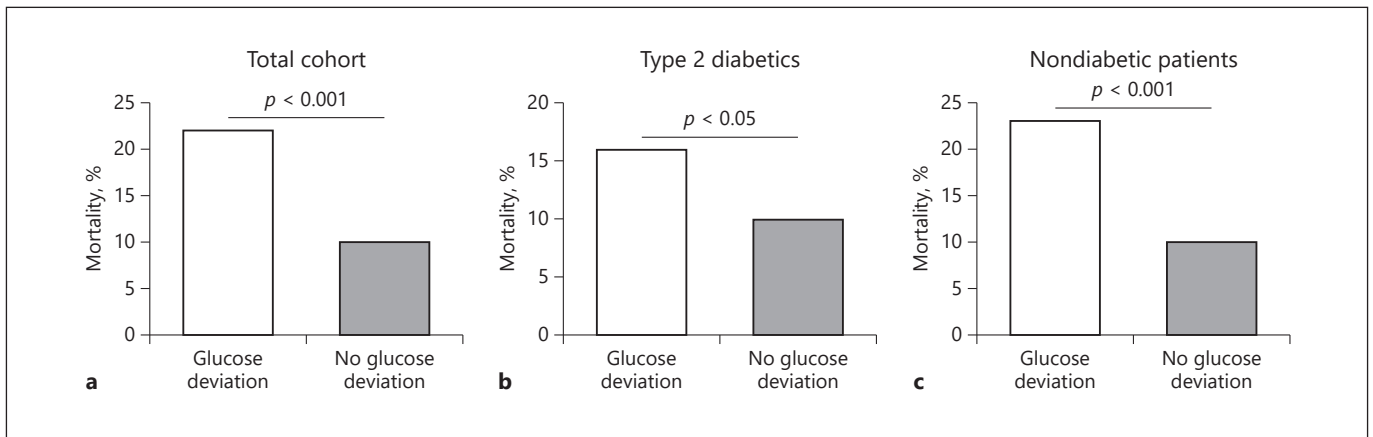 Total cohort
p < 0.001
Mortality, %
25
20
15
10
5
0
Glucose
deviation
No glucose
deviation
a
Type 2 diabetics
p < 0.05
Mortality, %
20
15
10
5
0
Glucose
deviation
No glucose
deviation
b
Nondiabetic patients
p < 0.001
Mortality, %
25
20
15
10
5
0
Glucose
deviation
No glucose
deviation
c